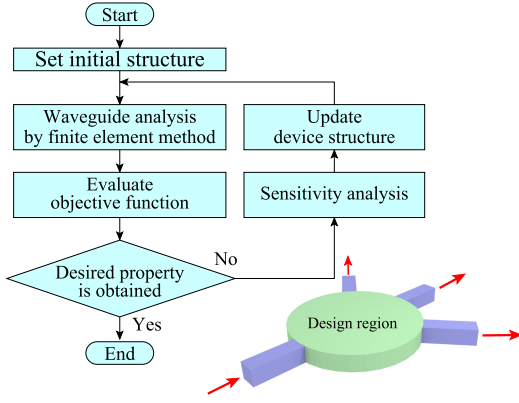 Start
Set initial structure
Waveguide analysis
by finite element method
Update
device structure
Evaluate
objective function
Sensitivity analysis
Desired property
is obtained
No
Yes
End
Design region